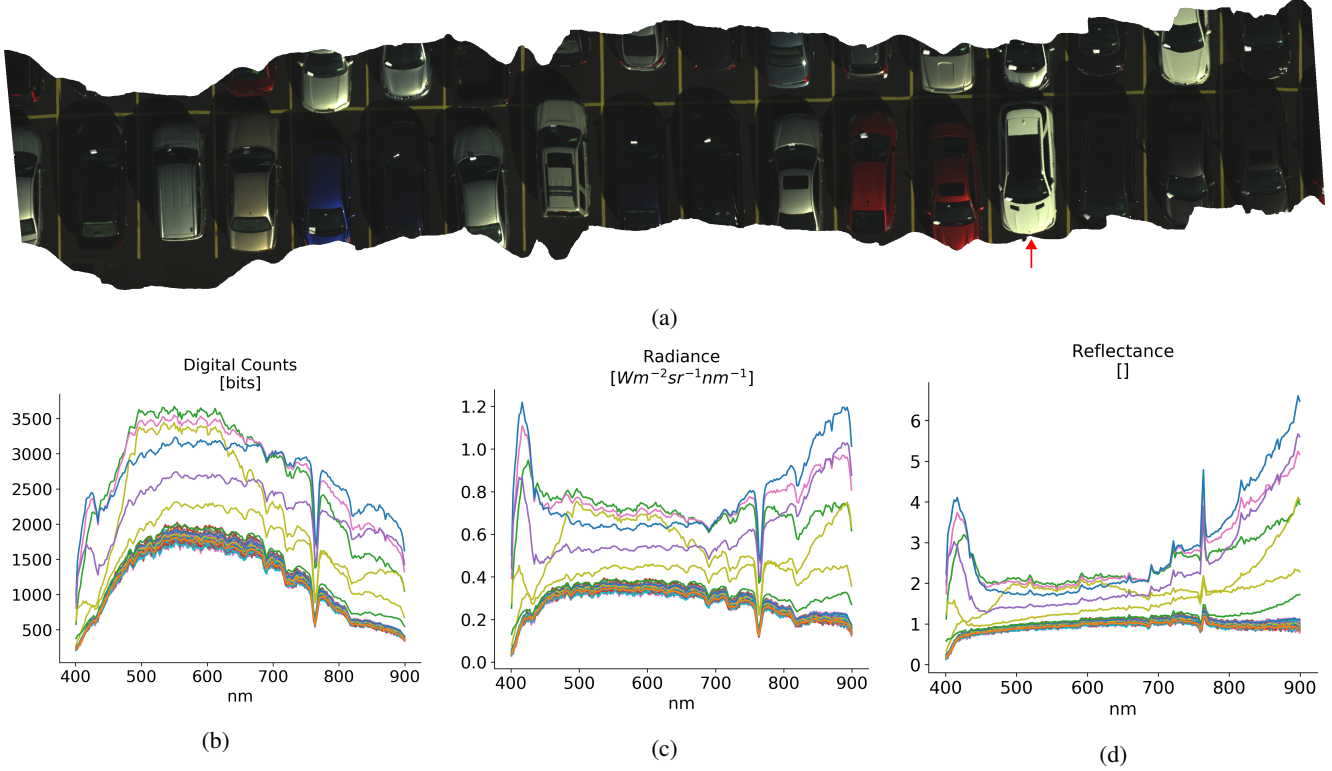 (a)
Digital Counts
[bits]
3500
3000
2500
2000
1500
1000
500
400 500 600 700 800 900
nm
(b)
Radiance
[Wm⁻²sr⁻¹nm⁻¹]
1.2
1.0
0.8
0.6
0.4
0.2
0.0
400 500 600 700 800 900
nm
(c)
Reflectance
[]
6
5
4
3
2
1
0
400 500 600 700 800 900
nm
(d)